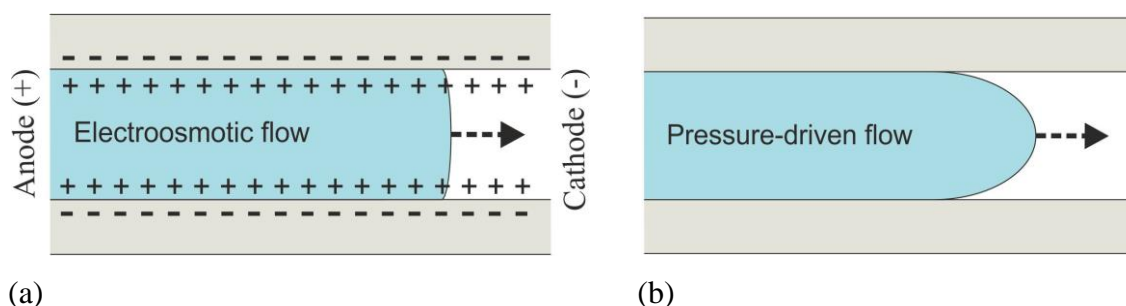 Anode (+)
- - - - - - - - - - - - - - - -
+ + + + + + + + + + + + + + + +
Electroosmotic flow
+ + + + + + + + + + + + + + + +
- - - - - - - - - - - - - - - -
Cathode (-)
Pressure-driven flow
(a)
(b)